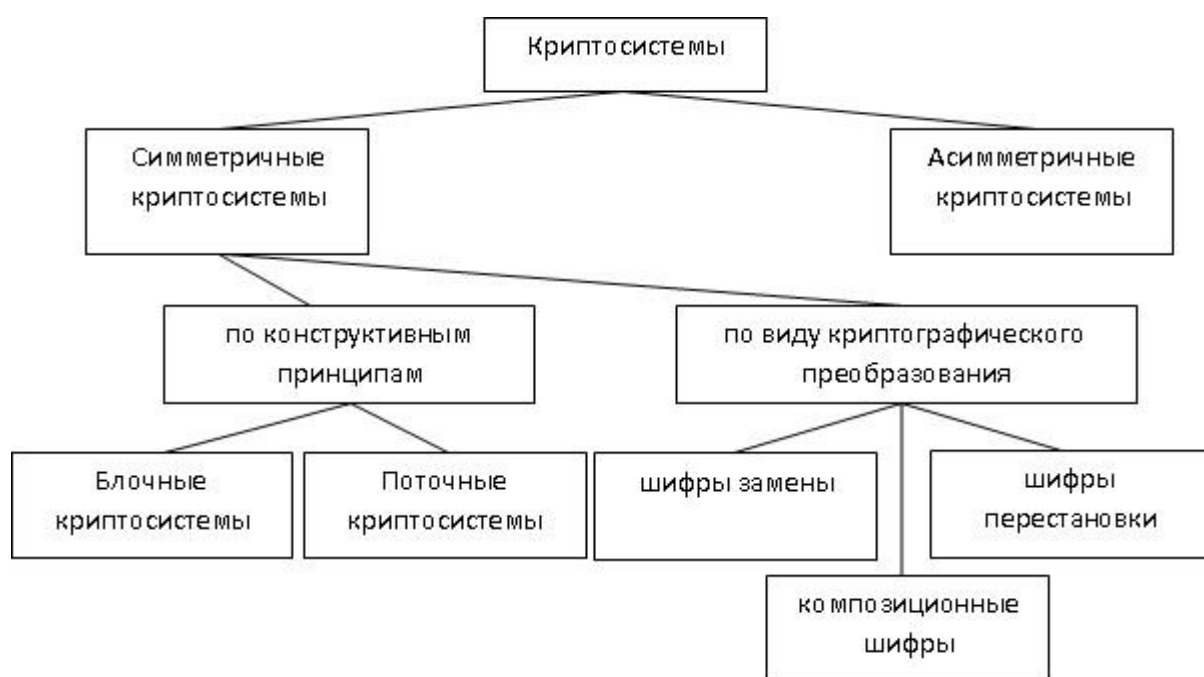 Криптосистемы
Симметричные
криптосистемы
Асимметричные
криптосистемы
по конструктивным
принципам
по виду криптографического
преобразования
Блочные
криптосистемы
Поточные
криптосистемы
шифры замены
шифры
перестановки
композиционные
шифры